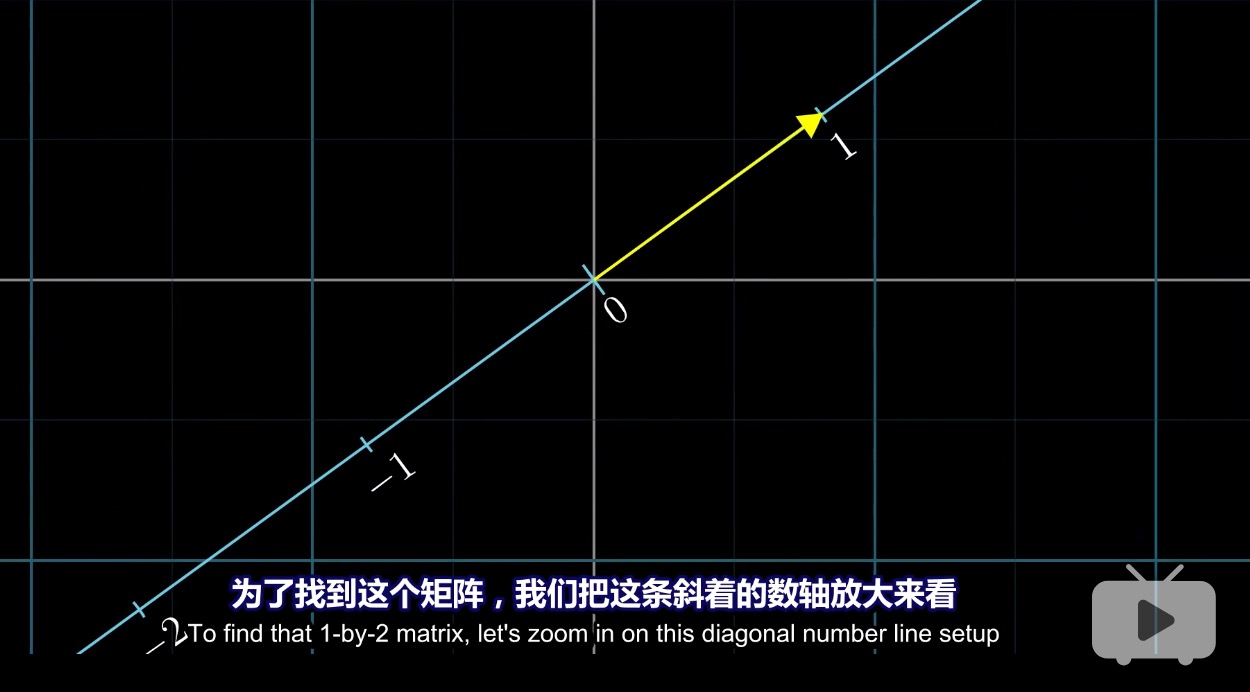 1
0
−1
−2
为了找到这个矩阵，我们把这条斜着的数轴放大来看
To find that 1-by-2 matrix, let's zoom in on this diagonal number line setup